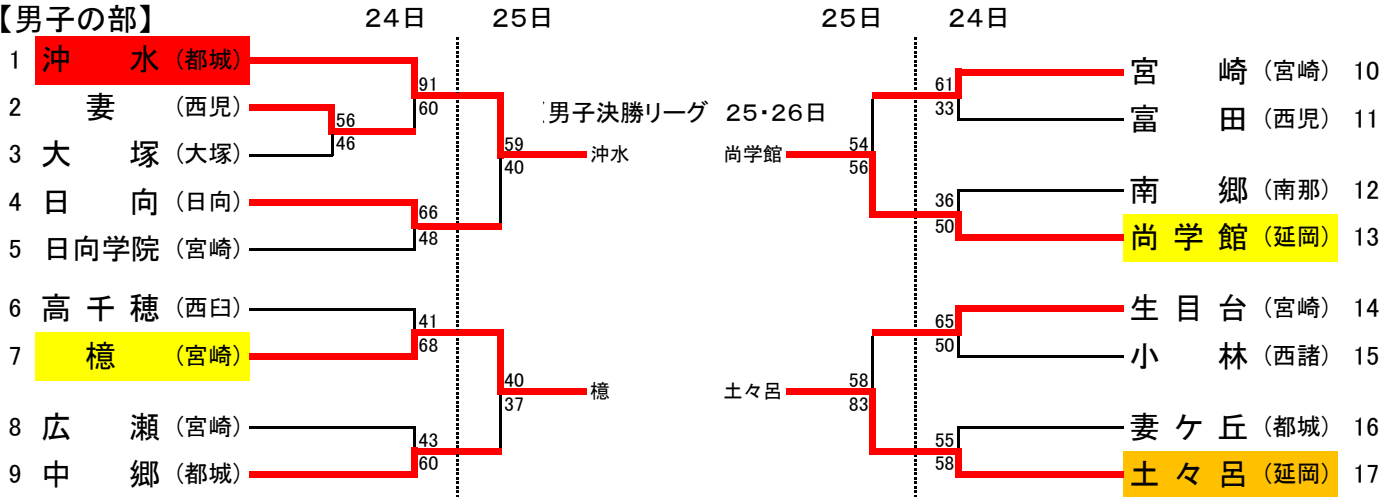 【男子の部】 24日 25日 25日 24日
1 沖 水 (都城)
2 妻 (西児)
3 大 塚 (大塚)
4 日 向 (日向)
5 日向学院 (宮崎)
6 高 千 穂 (西臼)
7 檍 (宮崎)
8 広 瀬 (宮崎)
9 中 郷 (都城)
91
60
56
46
66
48
41
68
43
60
59
40
40
37
沖水
檍
男子決勝リーグ 25・26日
尚学館
土々呂
54
56
58
83
61
33
36
50
65
50
55
58
宮 崎 (宮崎) 10
富 田 (西児) 11
南 郷 (南那) 12
尚 学 館 (延岡) 13
生 目 台 (宮崎) 14
小 林 (西諸) 15
妻 ケ 丘 (都城) 16
土 々 呂 (延岡) 17